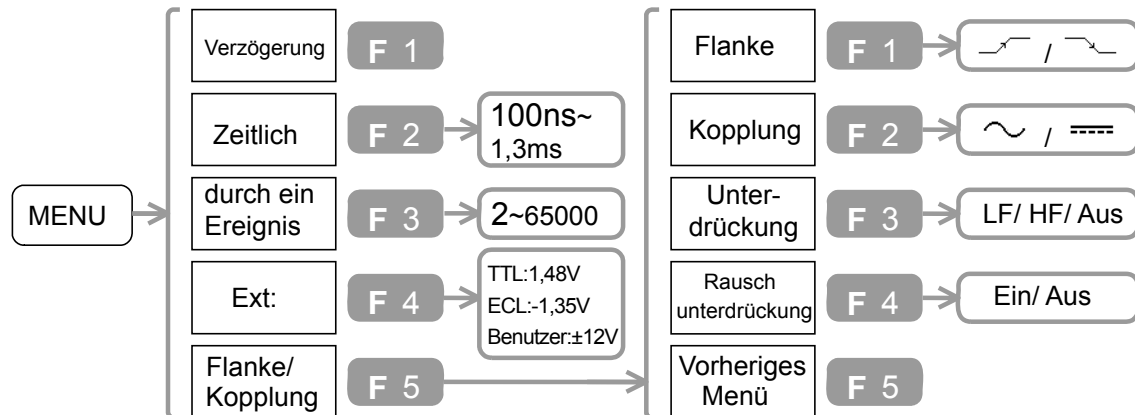 MENU
Verzögerung
F 1
Zeitlich
F 2
100ns~
1,3ms
durch ein
Ereignis
F 3
2~65000
Ext:
F 4
TTL:1,48V
ECL:-1,35V
Benutzer:±12V
Flanke/
Kopplung
F 5
Flanke
F 1
/
Kopplung
F 2
/
Unter-
drückung
F 3
LF/ HF/ Aus
Rausch
unterdrückung
F 4
Ein/ Aus
Vorheriges
Menü
F 5